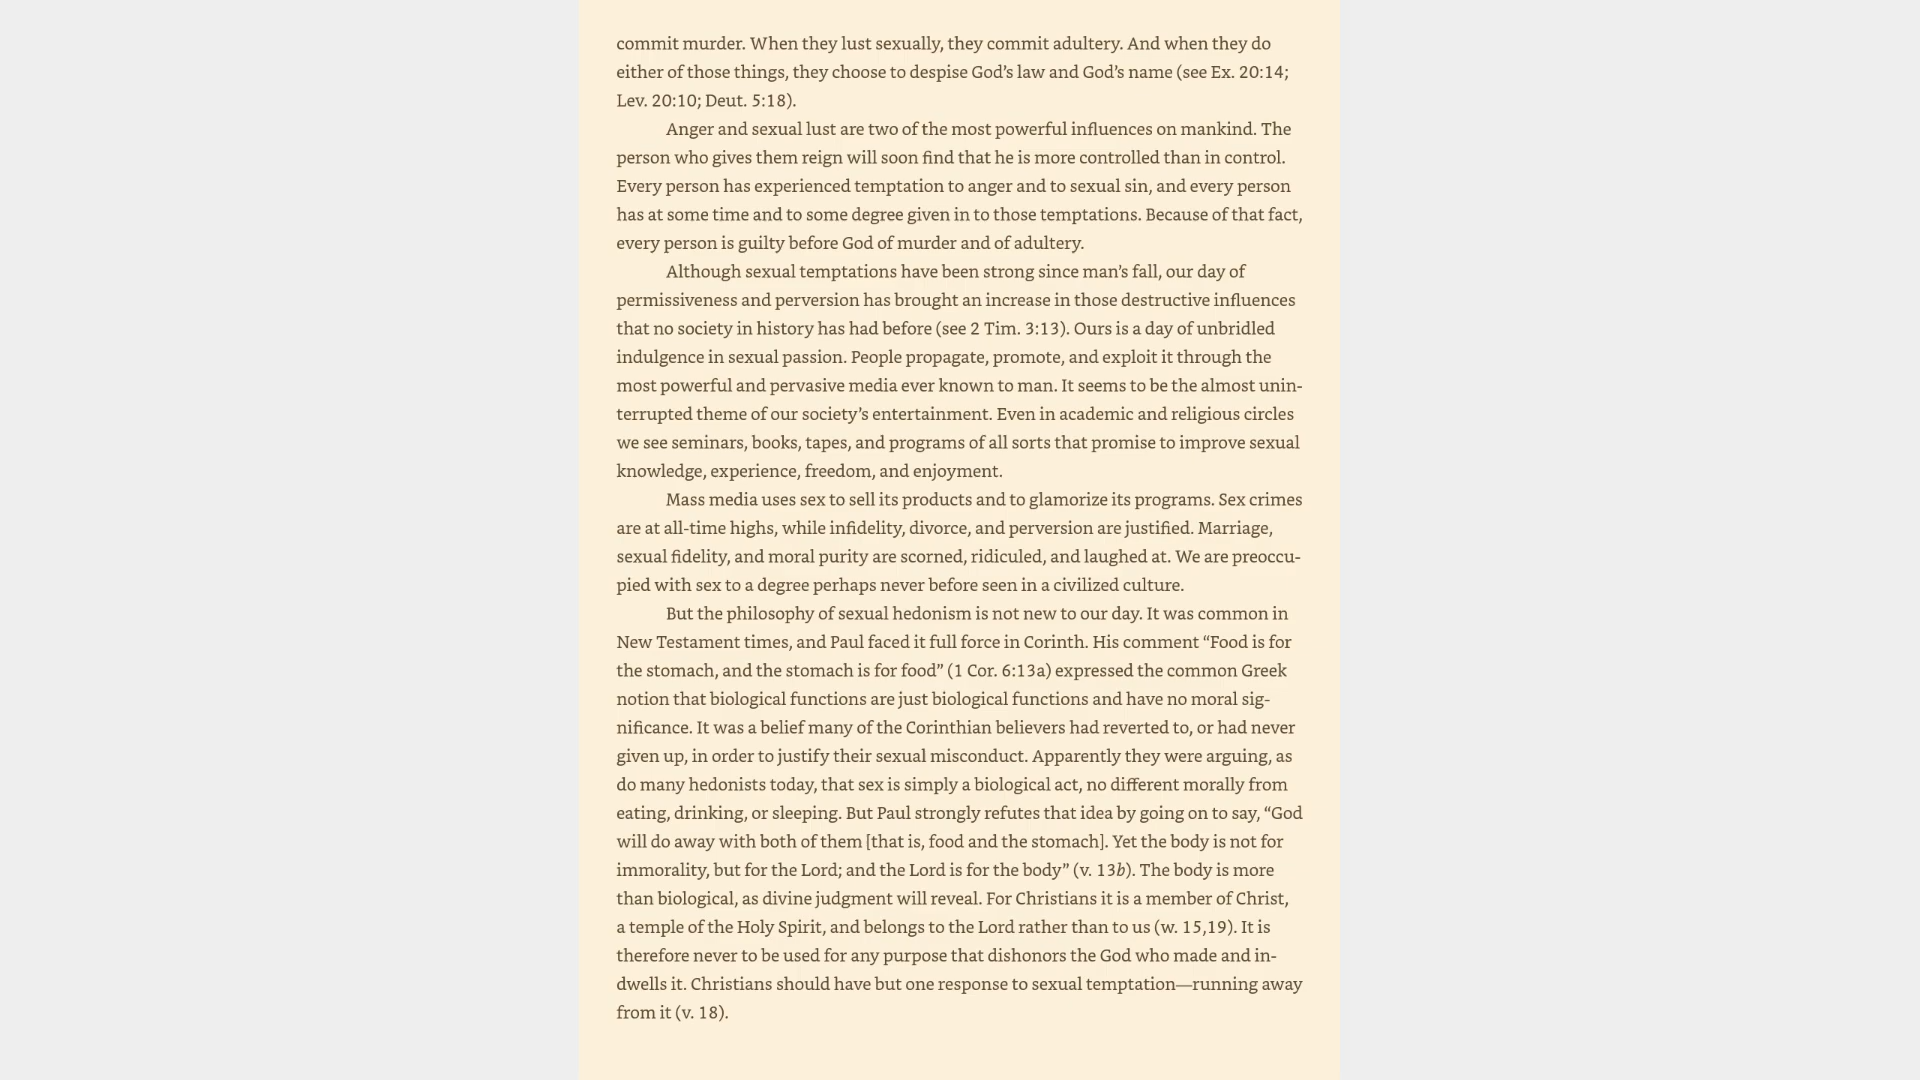 commit murder. When they lust sexually, they commit adultery. And when they do
either of those things, they choose to despise God’s law and God’s name (see Ex. 20:14;
Lev. 20:10; Deut. 5:18).
Anger and sexual lust are two of the most powerful influences on mankind. The
person who gives them reign will soon find that he is more controlled than in control.
Every person has experienced temptation to anger and to sexual sin, and every person
has at some time and to some degree given in to those temptations. Because of that fact,
every person is guilty before God of murder and of adultery.
Although sexual temptations have been strong since man’s fall, our day of
permissiveness and perversion has brought an increase in those destructive influences
that no society in history has had before (see 2 Tim. 3:13). Ours is a day of unbridled
indulgence in sexual passion. People propagate, promote, and exploit it through the
most powerful and pervasive media ever known to man. It seems to be the almost unin-
terrupted theme of our society’s entertainment. Even in academic and religious circles
we see seminars, books, tapes, and programs of all sorts that promise to improve sexual
knowledge, experience, freedom, and enjoyment.
Mass media uses sex to sell its products and to glamorize its programs. Sex crimes
are at all-time highs, while infidelity, divorce, and perversion are justified. Marriage,
sexual fidelity, and moral purity are scorned, ridiculed, and laughed at. We are preoccu-
pied with sex to a degree perhaps never before seen in a civilized culture.
But the philosophy of sexual hedonism is not new to our day. It was common in
New Testament times, and Paul faced it full force in Corinth. His comment “Food is for
the stomach, and the stomach is for food” (1 Cor. 6:13a) expressed the common Greek
notion that biological functions are just biological functions and have no moral sig-
nificance. It was a belief many of the Corinthian believers had reverted to, or had never
given up, in order to justify their sexual misconduct. Apparently they were arguing, as
do many hedonists today, that sex is simply a biological act, no different morally from
eating, drinking, or sleeping. But Paul strongly refutes that idea by going on to say, “God
will do away with both of them [that is, food and the stomach]. Yet the body is not for
immorality, but for the Lord; and the Lord is for the body” (v. 13b). The body is more
than biological, as divine judgment will reveal. For Christians it is a member of Christ,
a temple of the Holy Spirit, and belongs to the Lord rather than to us (w. 15,19). It is
therefore never to be used for any purpose that dishonors the God who made and in-
dwells it. Christians should have but one response to sexual temptation—running away
from it (v. 18).